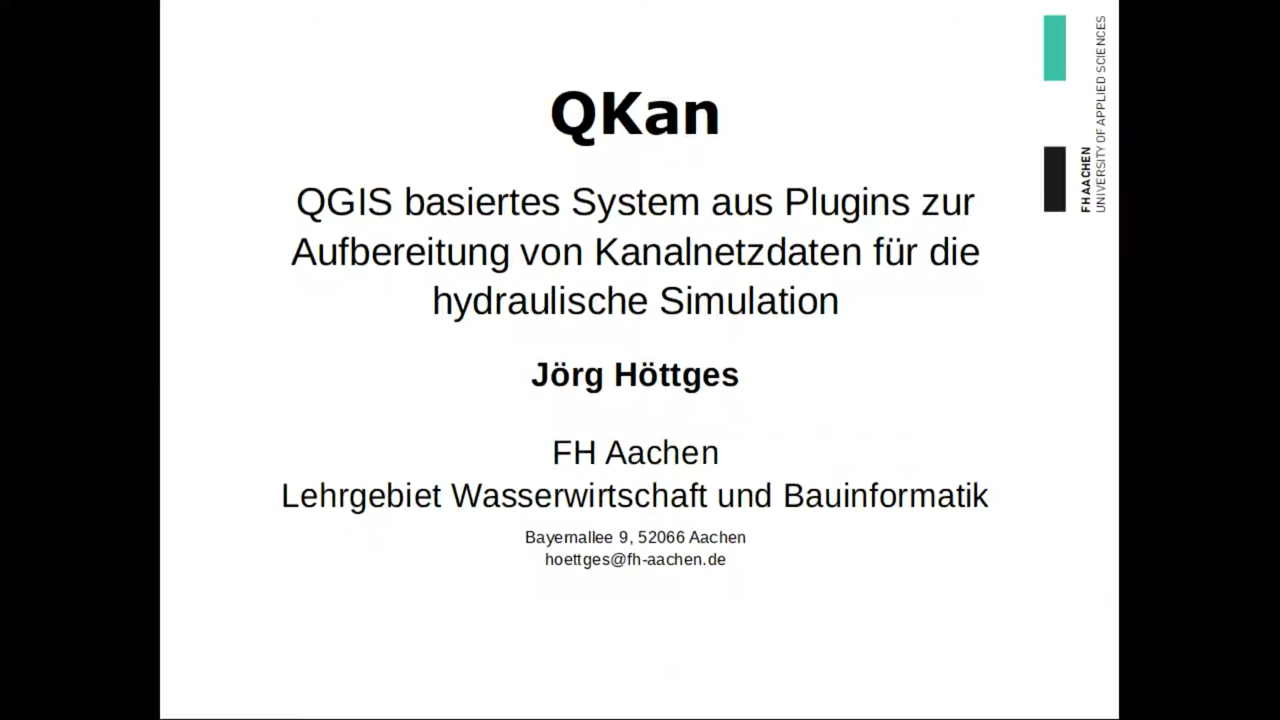 QKan
QGIS basiertes System aus Plugins zur
Aufbereitung von Kanalnetzdaten für die
hydraulische Simulation
Jörg Höttges
FH Aachen
Lehrgebiet Wasserwirtschaft und Bauinformatik
Bayernallee 9, 52066 Aachen
hoettges@fh-aachen.de
FH AACHEN
UNIVERSITY OF APPLIED SCIENCES